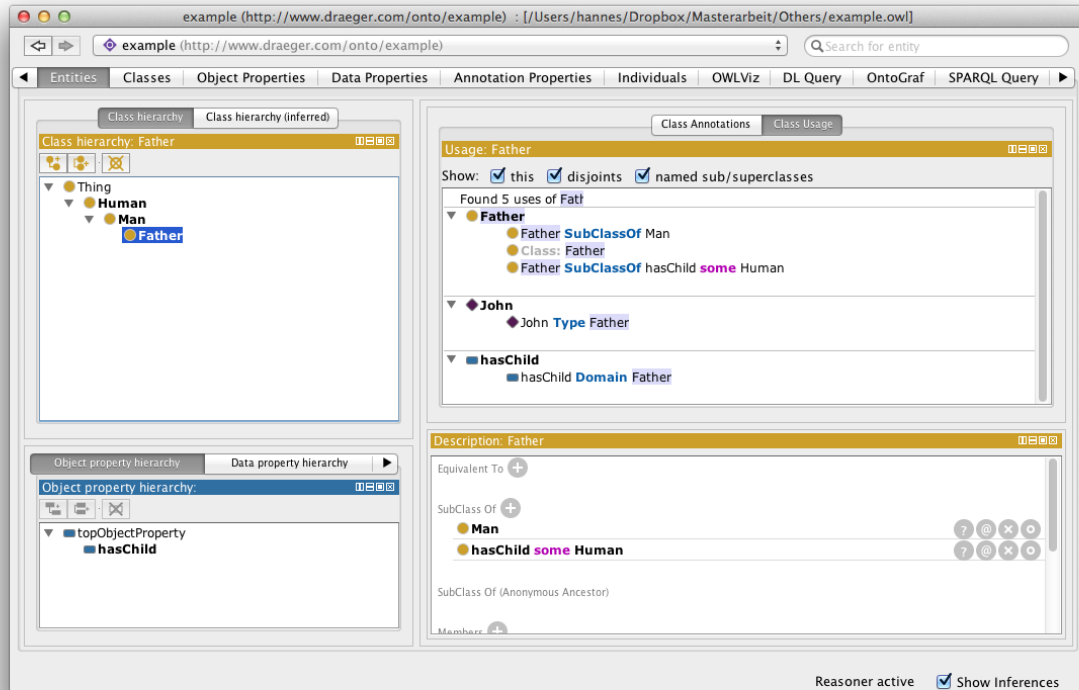 example (http://www.draeger.com/onto/example) : [/Users/hannes/Dropbox/Masterarbeit/Others/example.owl]
example (http://www.draeger.com/onto/example)
Search for entity
Entities Classes Object Properties Data Properties Annotation Properties Individuals OWLViz DL Query OntoGraf SPARQL Query
Class hierarchy Class hierarchy (inferred)
Class hierarchy: Father
Thing
Human
Man
Father
Object property hierarchy Data property hierarchy
Object property hierarchy:
topObjectProperty
hasChild
Class Annotations Class Usage
Usage: Father
Show: this disjoints named sub/superclasses
Found 5 uses of Fath
Father
Father SubClassOf Man
Class: Father
Father SubClassOf hasChild some Human
John
John Type Father
hasChild
hasChild Domain Father
Description: Father
Equivalent To
SubClass Of
Man
? @
hasChild some Human
? @
SubClass Of (Anonymous Ancestor)
Members
Reasoner active Show Inferences